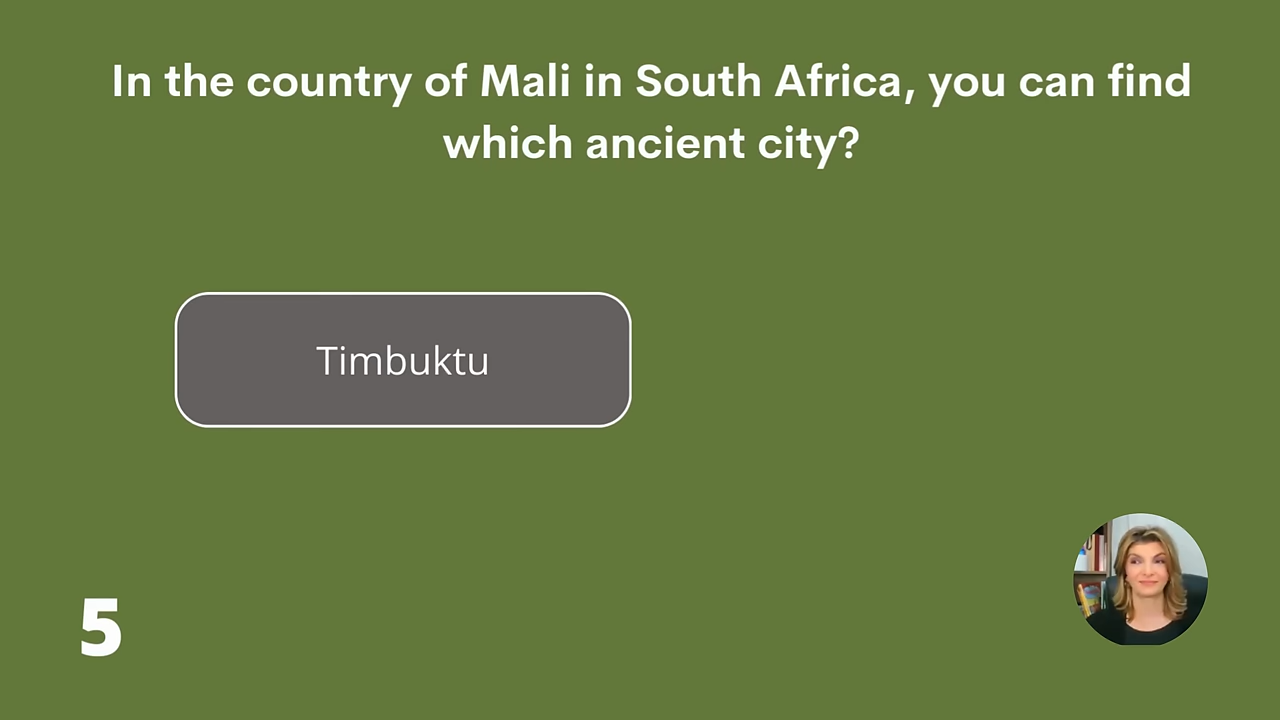 In the country of Mali in South Africa, you can find
which ancient city?
Timbuktu
5